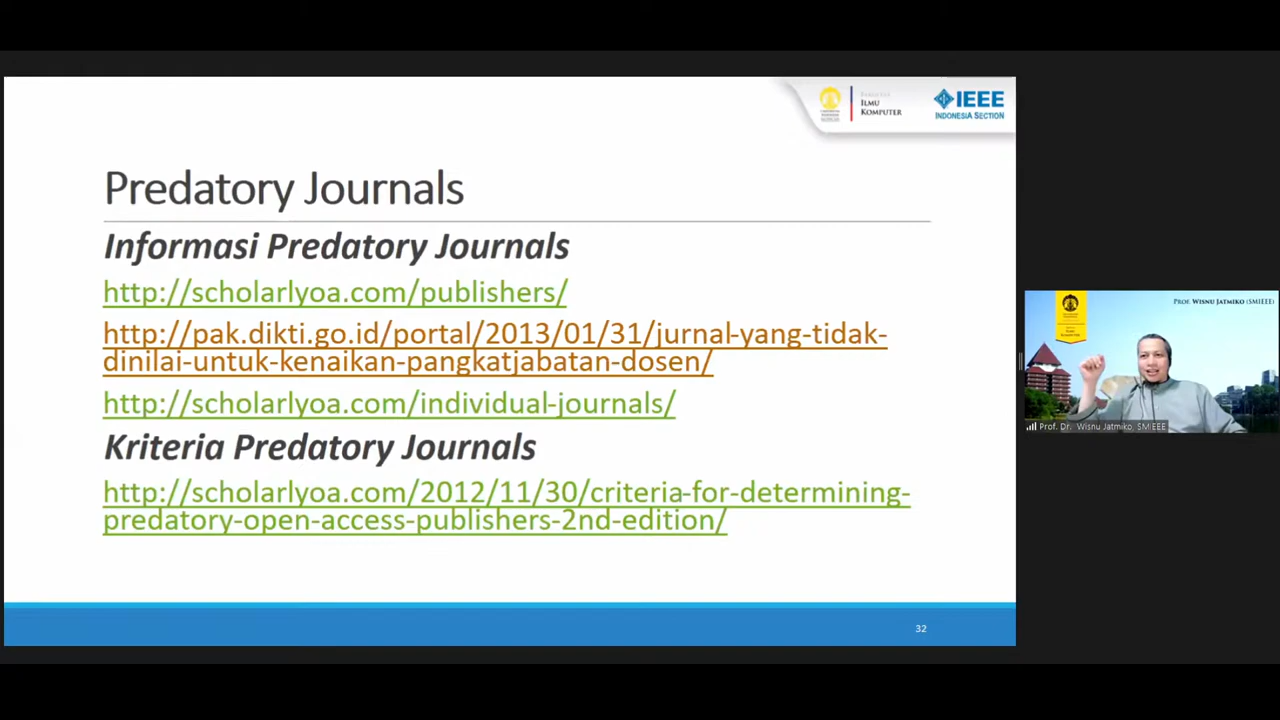 ILMU
KOMPUTER
IEEE
INDONESIA SECTION
Predatory Journals
Informasi Predatory Journals
http://scholarlyoa.com/publishers/
http://pak.dikti.go.id/portal/2013/01/31/jurnal-yang-tidak-
dinilai-untuk-kenaikan-pangkatjabatan-dosen/
http://scholarlyoa.com/individual-journals/
Kriteria Predatory Journals
http://scholarlyoa.com/2012/11/30/criteria-for-determining-
predatory-open-access-publishers-2nd-edition/
32
PROF. WISNU JATMIKO (SMIEEE)
Prof. Dr. Wisnu Jatmiko, SMIEEE